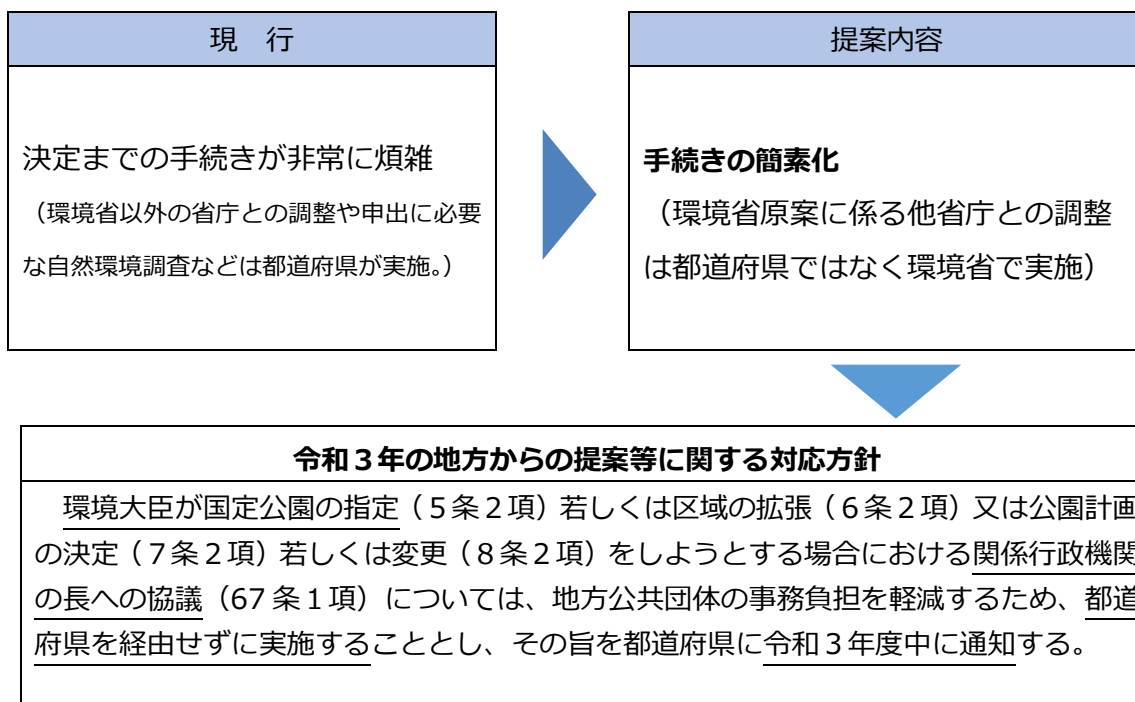 現　行
決定までの手続きが非常に煩雑
（環境省以外の省庁との調整や申出に必要
な自然環境調査などは都道府県が実施。）
提案内容
手続きの簡素化
（環境省原案に係る他省庁との調整
は都道府県ではなく環境省で実施）
令和３年の地方からの提案等に関する対応方針
環境大臣が国定公園の指定（５条２項）若しくは区域の拡張（６条２項）又は公園計画
の決定（７条２項）若しくは変更（８条２項）をしようとする場合における関係行政機関
の長への協議（67 条１項）については、地方公共団体の事務負担を軽減するため、都道
府県を経由せずに実施することとし、その旨を都道府県に令和３年度中に通知する。